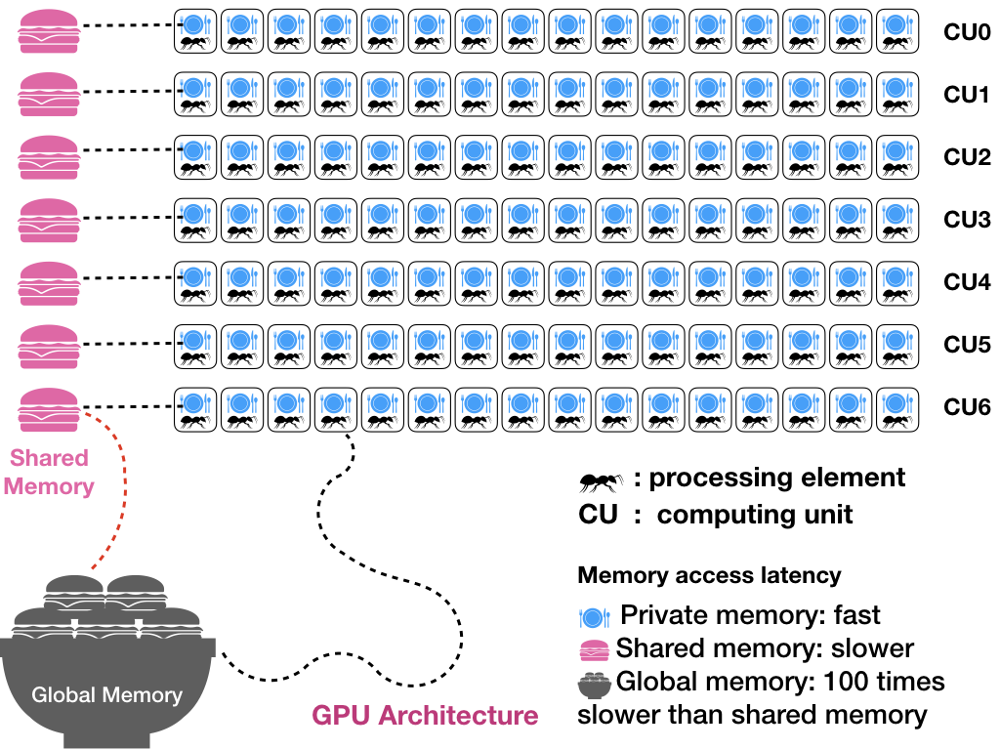 CU0
CU1
CU2
CU3
CU4
CU5
CU6
Shared
Memory
: processing element
CU : computing unit
Memory access latency
Private memory: fast
Shared memory: slower
Global memory: 100 times
slower than shared memory
Global Memory
GPU Architecture